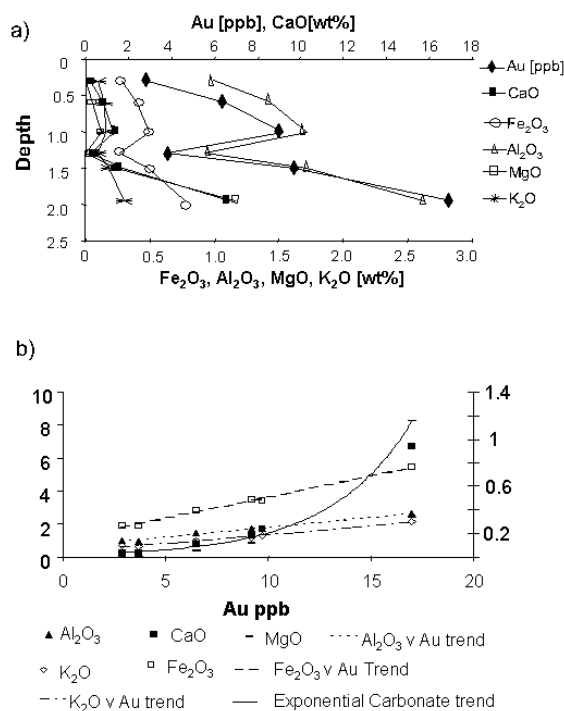 a)
Au [ppb], CaO[wt%]
0 2 4 6 8 10 12 14 16 18
0
0.5
1.0
1.5
2.0
2.5
Depth
0 0.5 1.0 1.5 2.0 2.5 3.0
Fe₂O₃, Al₂O₃, MgO, K₂O [wt%]
Au [ppb]
CaO
Fe₂O₃
Al₂O₃
MgO
K₂O
b)
10
8
6
4
2
0
1.4
1
0.6
0.2
0 5 10 15 20
Au ppb
Al₂O₃ CaO MgO Al₂O₃ v Au trend
K₂O Fe₂O₃ Fe₂O₃ v Au Trend
K₂O v Au trend Exponential Carbonate trend